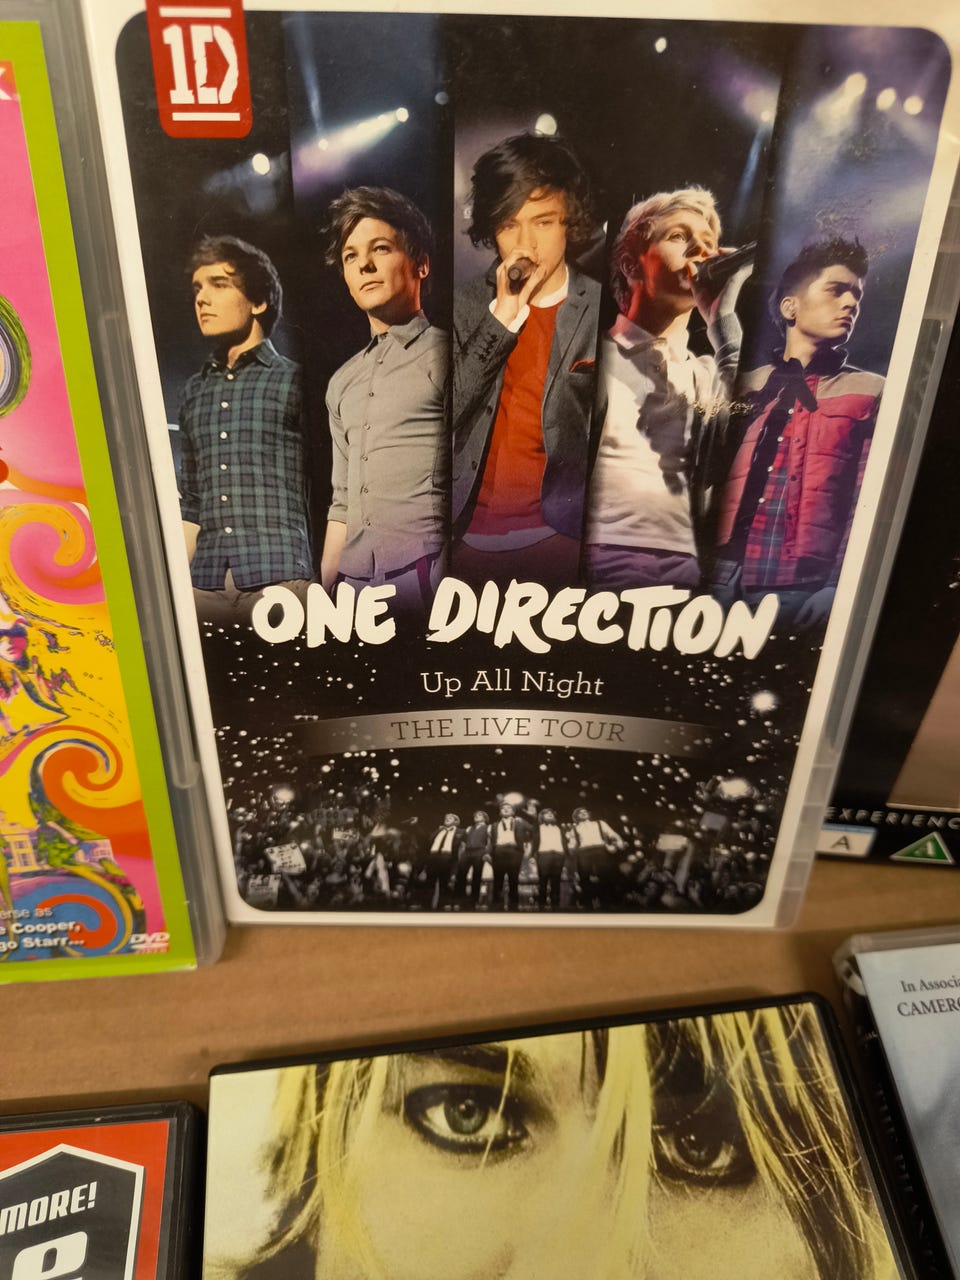 1D
ONE DIRECTION
Up All Night
THE LIVE TOUR
erse as
e Cooper,
go Starr...
DVD
EXPERIENC
A
A
In Associa
CAMERO
MORE!